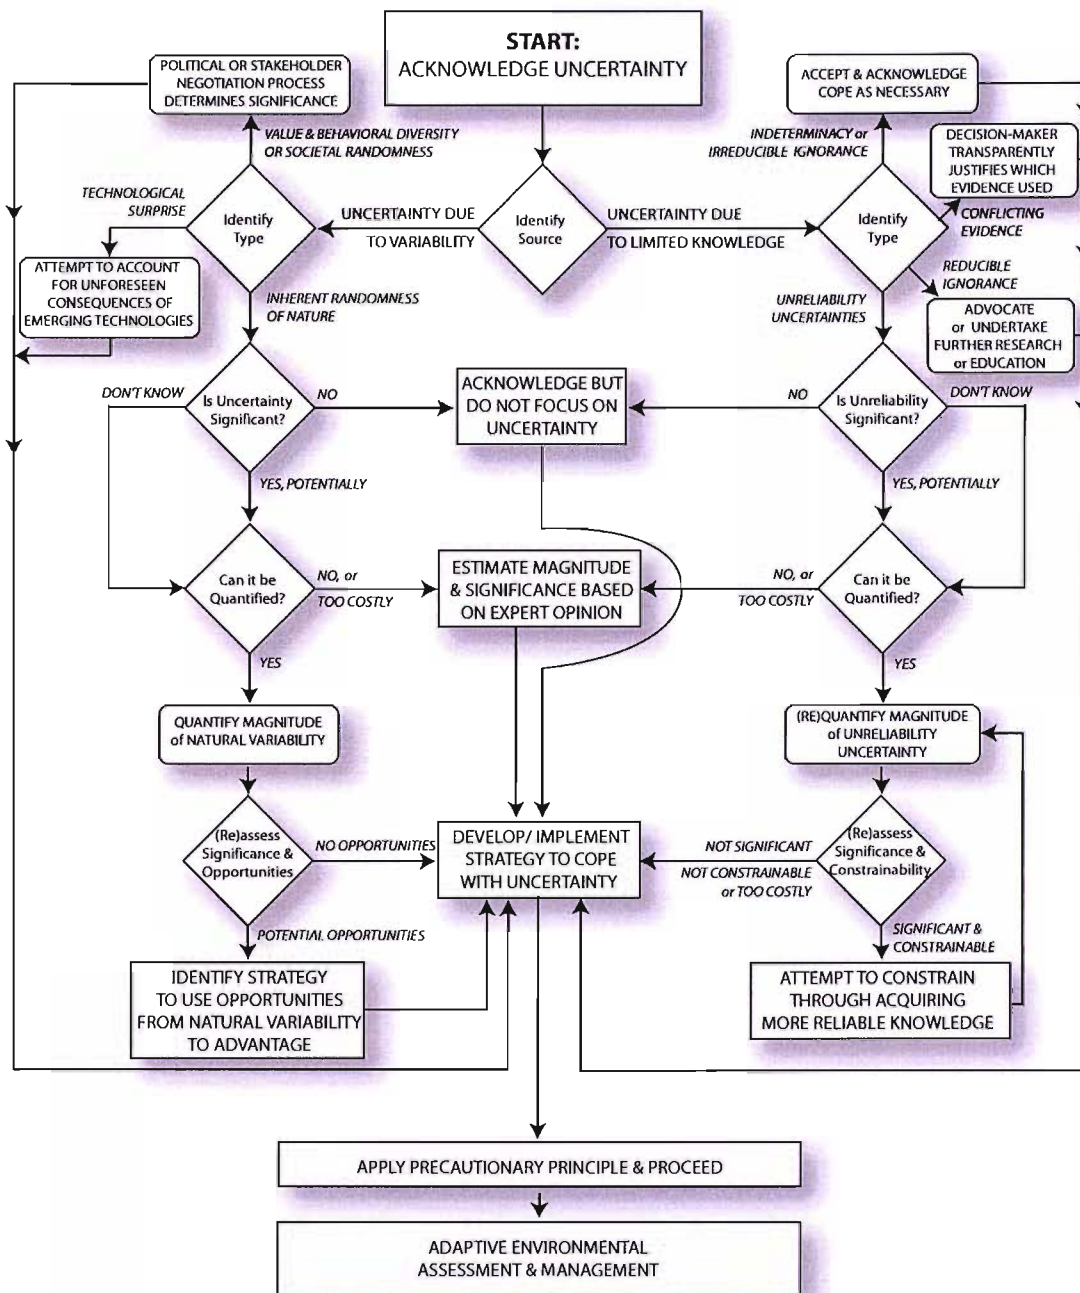 START:
ACKNOWLEDGE UNCERTAINTY
POLITICAL OR STAKEHOLDER
NEGOTIATION PROCESS
DETERMINES SIGNIFICANCE
ACCEPT & ACKNOWLEDGE
COPE AS NECESSARY
VALUE & BEHAVIORAL DIVERSITY
OR SOCIETAL RANDOMNESS
INDETERMINACY or
IRREDUCIBLE IGNORANCE
DECISION-MAKER
TRANSPARENTLY
JUSTIFIES WHICH
EVIDENCE USED
TECHNOLOGICAL
SURPRISE
Identify
Type
UNCERTAINTY DUE
TO VARIABILITY
Identify
Source
UNCERTAINTY DUE
TO LIMITED KNOWLEDGE
Identify
Type
CONFLICTING
EVIDENCE
ATTEMPT TO ACCOUNT
FOR UNFORESEEN
CONSEQUENCES OF
EMERGING TECHNOLOGIES
INHERENT RANDOMNESS
OF NATURE
UNRELIABILITY
UNCERTAINTIES
REDUCIBLE
IGNORANCE
ADVOCATE
or UNDERTAKE
FURTHER RESEARCH
or EDUCATION
DON'T KNOW
Is Uncertainty
Significant?
NO
ACKNOWLEDGE BUT
DO NOT FOCUS ON
UNCERTAINTY
NO
Is Unreliability
Significant?
DON'T KNOW
YES, POTENTIALLY
YES, POTENTIALLY
Can it be
Quantified?
NO, or
TOO COSTLY
ESTIMATE MAGNITUDE
& SIGNIFICANCE BASED
ON EXPERT OPINION
NO, or
TOO COSTLY
Can it be
Quantified?
YES
YES
QUANTIFY MAGNITUDE
of NATURAL VARIABILITY
(RE)QUANTIFY MAGNITUDE
of UNRELIABILITY
UNCERTAINTY
(Re)assess
Significance &
Opportunities
NO OPPORTUNITIES
DEVELOP/ IMPLEMENT
STRATEGY TO COPE
WITH UNCERTAINTY
NOT SIGNIFICANT
NOT CONSTRAINABLE
or TOO COSTLY
(Re)assess
Significance &
Constrainability
POTENTIAL OPPORTUNITIES
SIGNIFICANT &
CONSTRAINABLE
IDENTIFY STRATEGY
TO USE OPPORTUNITIES
FROM NATURAL VARIABILITY
TO ADVANTAGE
ATTEMPT TO CONSTRAIN
THROUGH ACQUIRING
MORE RELIABLE KNOWLEDGE
APPLY PRECAUTIONARY PRINCIPLE & PROCEED
ADAPTIVE ENVIRONMENTAL
ASSESSMENT & MANAGEMENT